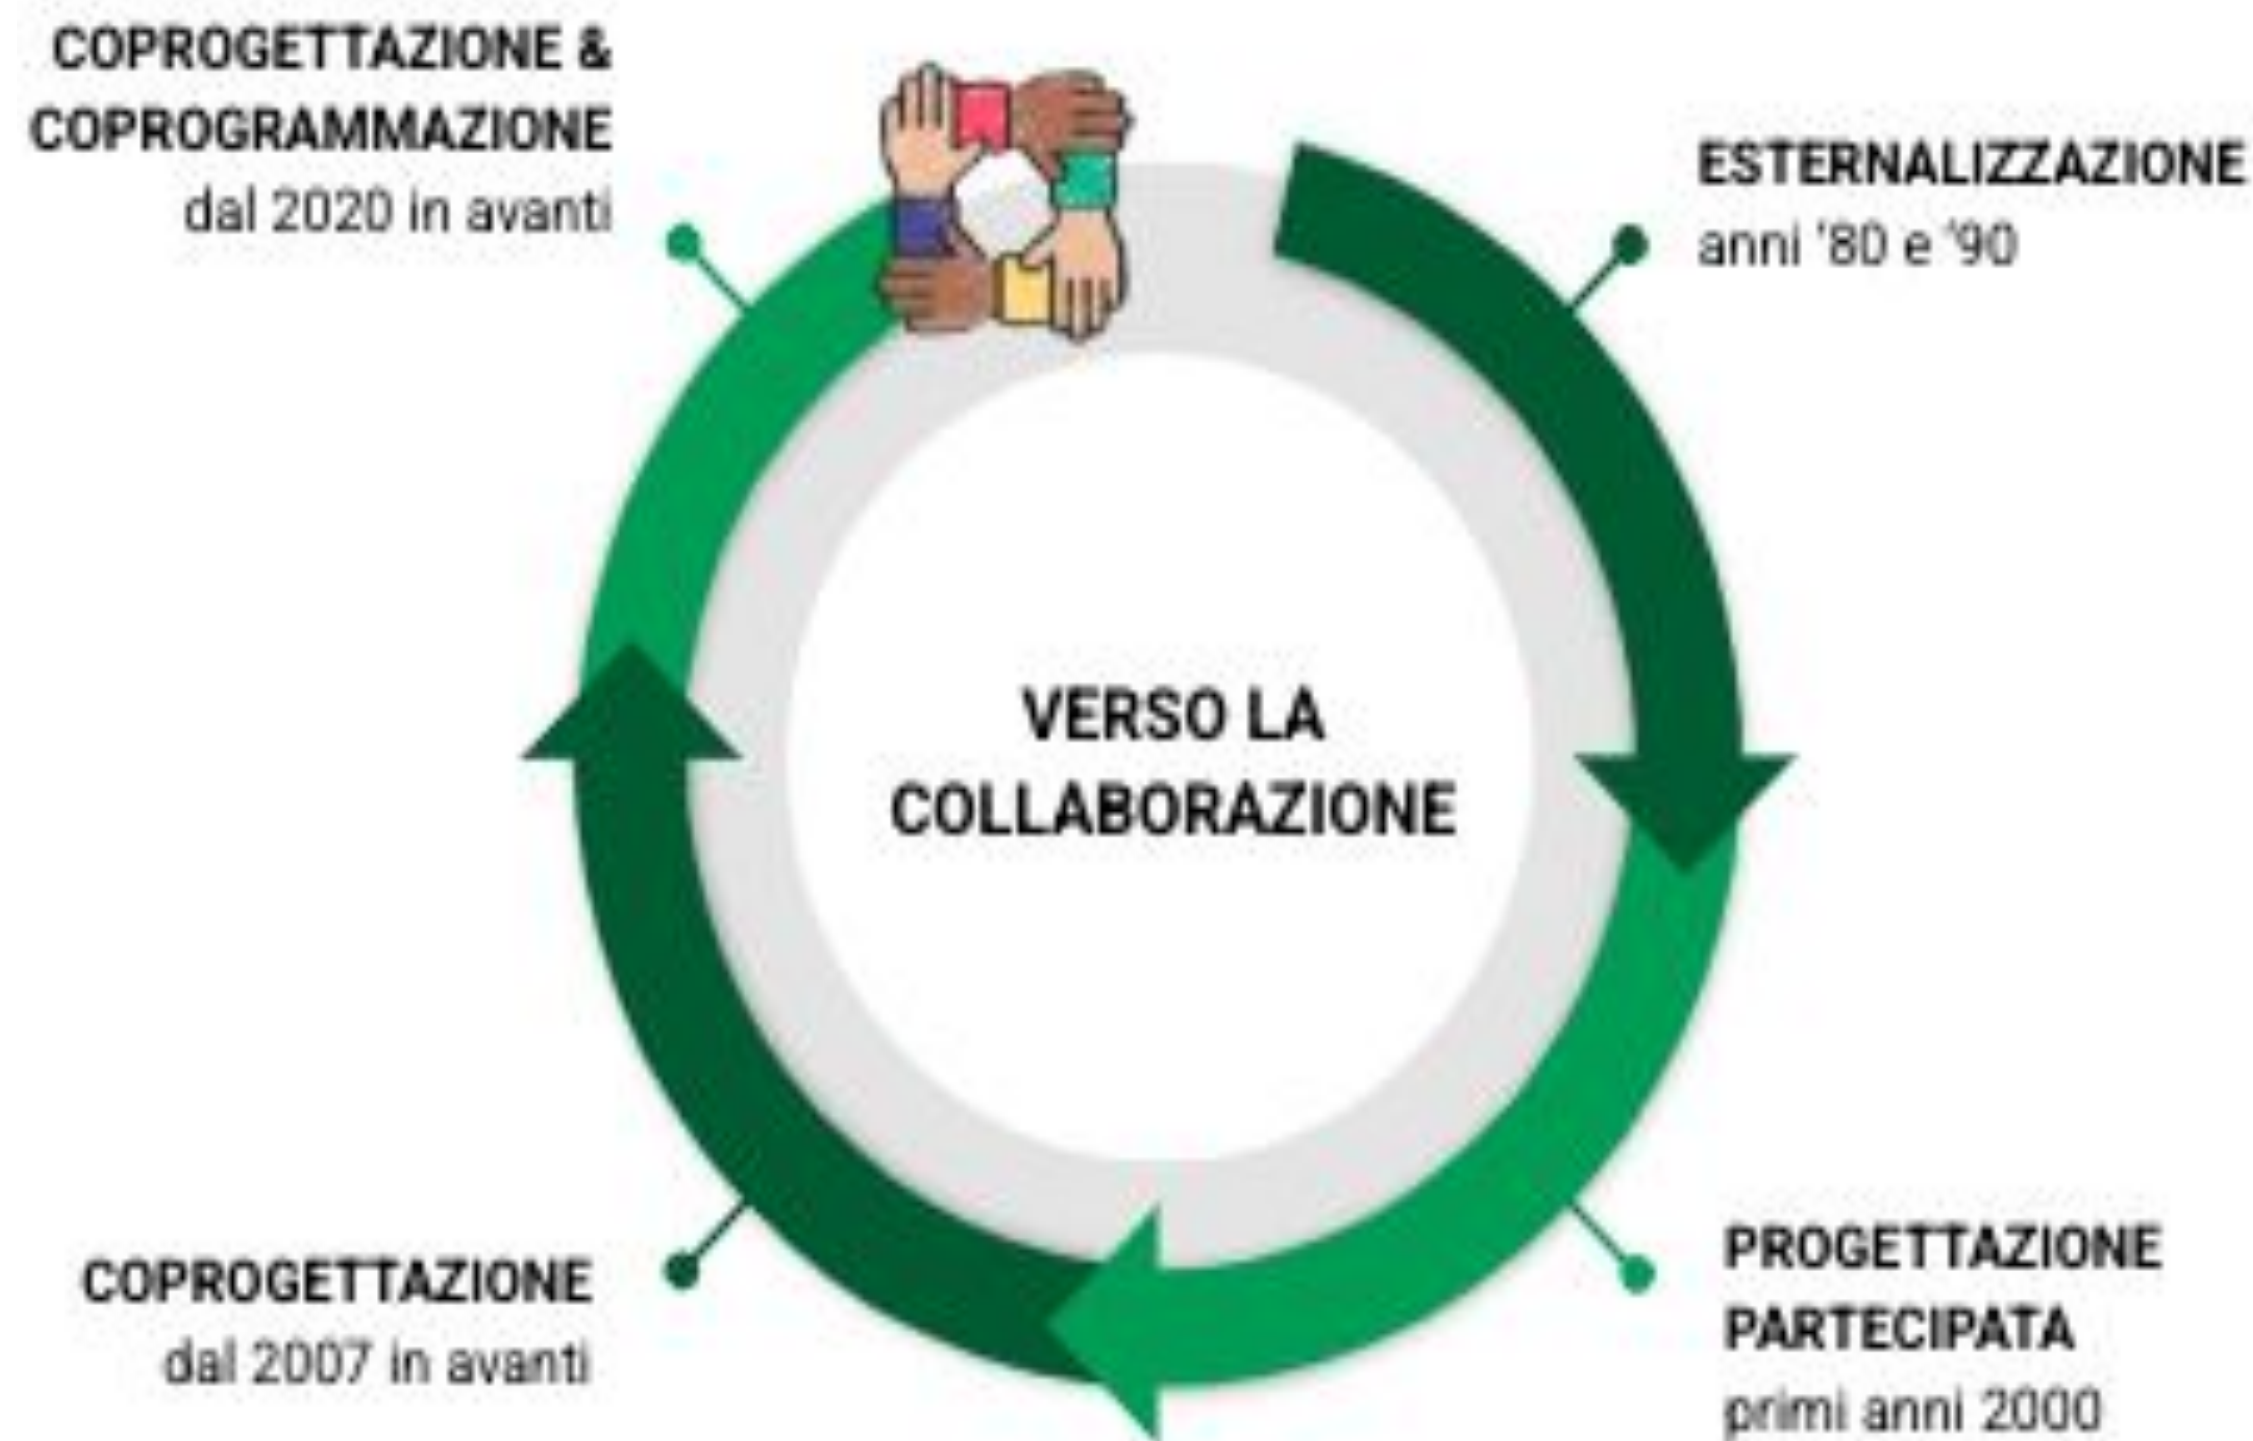 COPROGETTAZIONE &
COPROGRAMMAZIONE
dal 2020 in avanti
ESTERNALIZZAZIONE
anni '80 e '90
VERSO LA
COLLABORAZIONE
COPROGETTAZIONE
dal 2007 in avanti
PROGETTAZIONE
PARTECIPATA
primi anni 2000